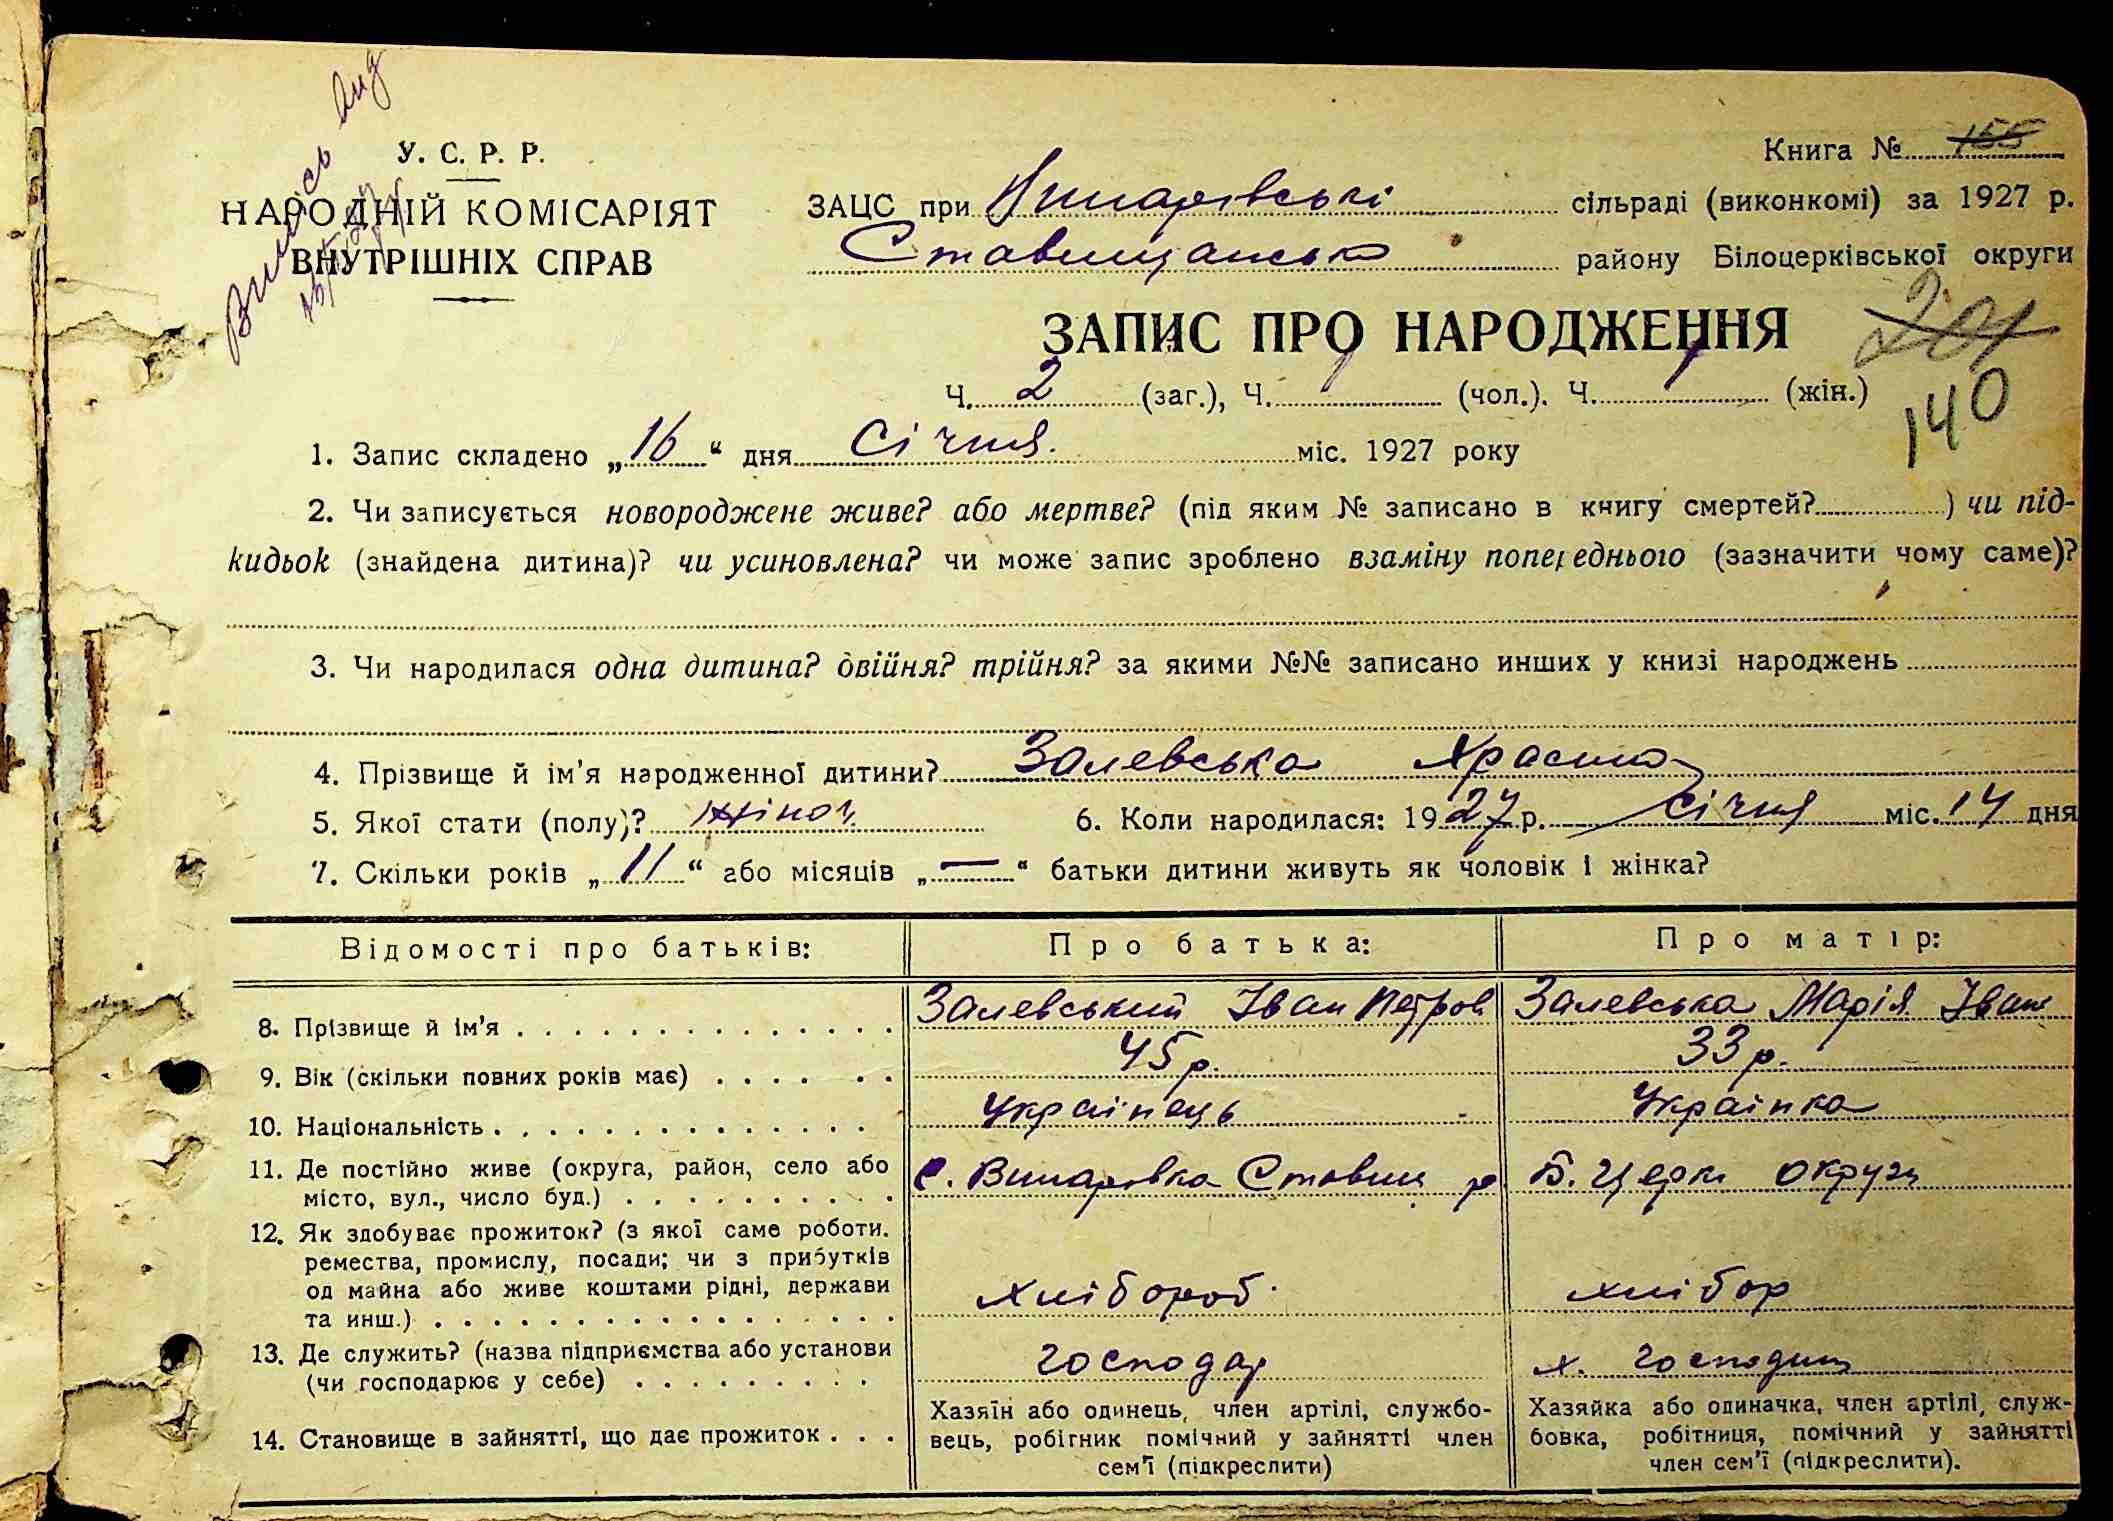 Книга № 155
У. С. Р. Р.
НАРОДНІЙ КОМІСАРІЯТ
ВНУТРІШНІХ СПРАВ
ЗАЦС при Винарівські сільраді (виконкомі) за 1927 р.
Ставищансько району Білоцерківської округи
ЗАПИС ПРО НАРОДЖЕННЯ
201
140
Ч. 2 (заг.), Ч. 1 (чол.). Ч. 1 (жін.)
1. Запис складено „16“ дня Січня міс. 1927 року
2. Чи записується новороджене живе? або мертве? (під яким № записано в книгу смертей? ) чи під-
кидьок (знайдена дитина)? чи усиновлена? чи може запис зроблено взаміну попереднього (зазначити чому саме)?
3. Чи народилася одна дитина? двійня? трійня? за якими №№ записано инших у книзі народжень
4. Прізвище й ім’я народженної дитини? Залевська
5. Якої стати (полу)? жіноч. 6. Коли народилася: 1927 р. Січня міс. 14 дня
7. Скільки років „11“ або місяців „—“ батьки дитини живуть як чоловік і жінка?
Відомості про батьків: Про батька: Про матір:
8. Прізвище й ім’я Залевський Іван Петров Залевська Марія Іван
9. Вік (скільки повних років має) 45 р. 33 р.
10. Національність Українець Українка
11. Де постійно живе (округа, район, село або
місто, вул., число буд.) с. Винаровка Ставищ р Б. Церк округи
12. Як здобуває прожиток? (з якої саме роботи.
ремества, промислу, посади; чи з прибутків
од майна або живе коштами рідні, держави
та инш.) хлібороб. хлібор
13. Де служить? (назва підприємства або установи
(чи господарює у себе) господар х. господин
14. Становище в зайнятті, що дає прожиток
Хазяїн або одинець, член артілі, службо-
вець, робігник помічний у зайнятті член
сем’ї (підкреслити)
Хазяйка або одиначка, член артілі, служ-
бовка, робітниця, помічний у зайнятті
член сем’ї (підкреслити).